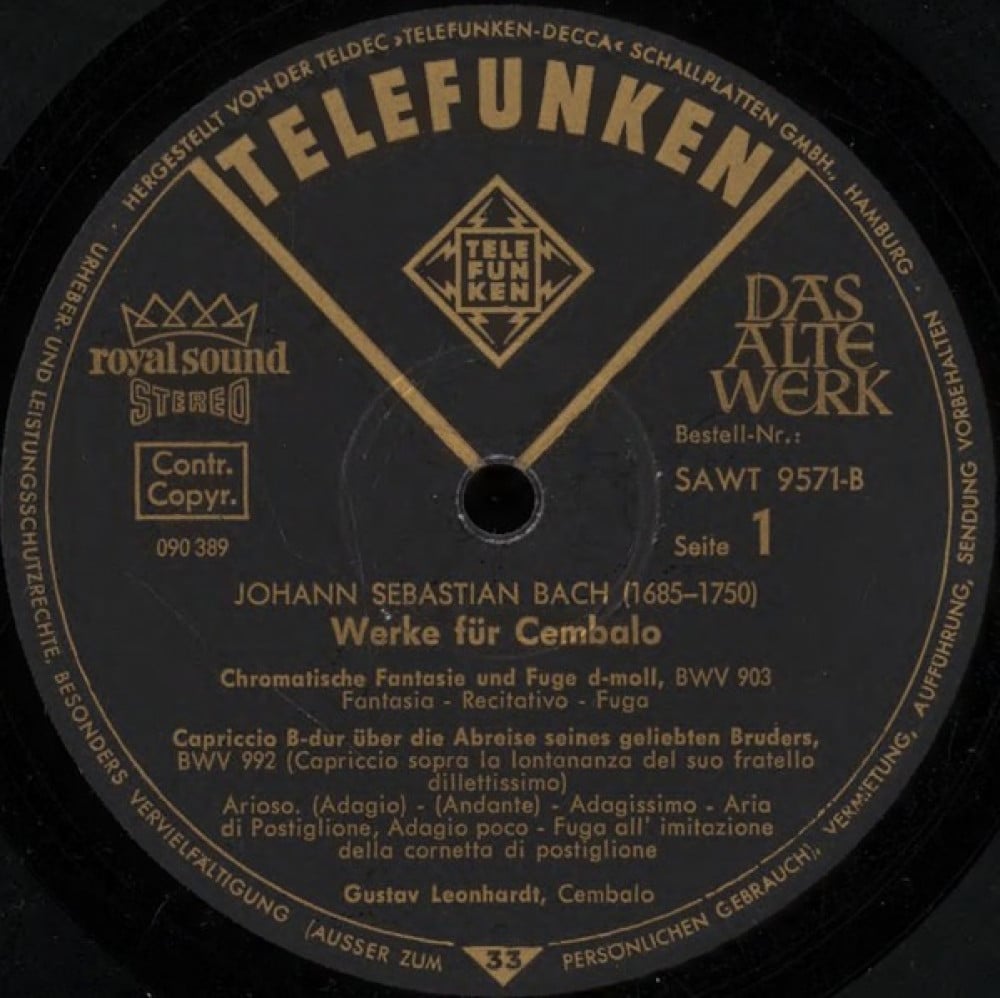 HERGESTELLT VON DER TELDEC ›TELEFUNKEN-DECCA‹ SCHALLPLATTEN GMBH., HAMBURG
URHEBER- UND LEISTUNGSSCHUTZRECHTE, BESONDERS VERVIELFÄLTIGUNG (AUSSER ZUM PERSÖNLICHEN GEBRAUCH), VERMIETUNG, AUFFÜHRUNG, SENDUNG VORBEHALTEN
TELEFUNKEN
TELE
FUN
KEN
royal sound
STEREO
DAS
ALTE
WERK
Contr.
Copyr.
090 389
Bestell-Nr.:
SAWT 9571-B
Seite 1
JOHANN SEBASTIAN BACH (1685–1750)
Werke für Cembalo
Chromatische Fantasie und Fuge d-moll, BWV 903
Fantasia - Recitativo - Fuga
Capriccio B-dur über die Abreise seines geliebten Bruders,
BWV 992 (Capriccio sopra la lontananza del suo fratello
dillettissimo)
Arioso. (Adagio) - (Andante) - Adagissimo - Aria
di Postiglione, Adagio poco - Fuga all' imitazione
della cornetta di postiglione
Gustav Leonhardt, Cembalo
33